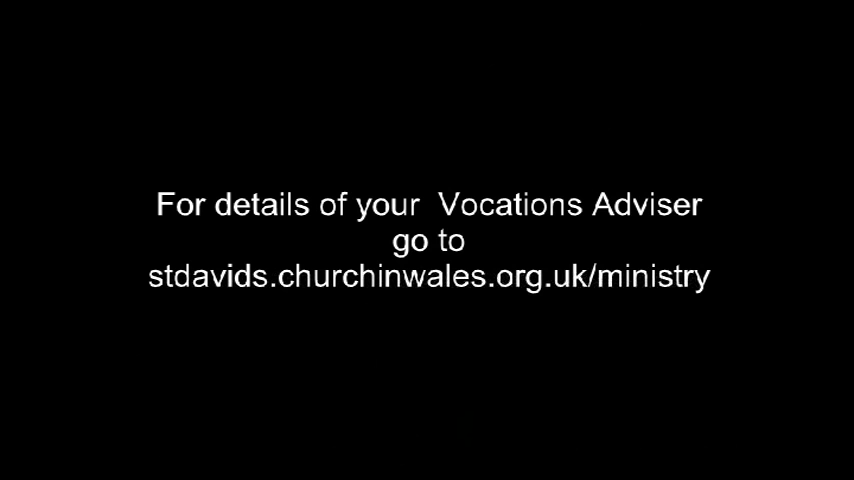 For details of your  Vocations Adviser
go to
stdavids.churchinwales.org.uk/ministry